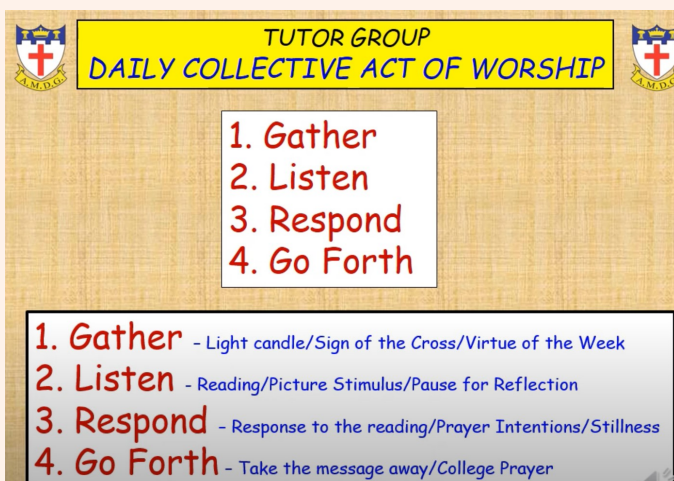 TUTOR GROUP
DAILY COLLECTIVE ACT OF WORSHIP
A.M.D.G.
A.M.D.G.
1. Gather
2. Listen
3. Respond
4. Go Forth
1. Gather - Light candle/Sign of the Cross/Virtue of the Week
2. Listen - Reading/Picture Stimulus/Pause for Reflection
3. Respond - Response to the reading/Prayer Intentions/Stillness
4. Go Forth - Take the message away/College Prayer